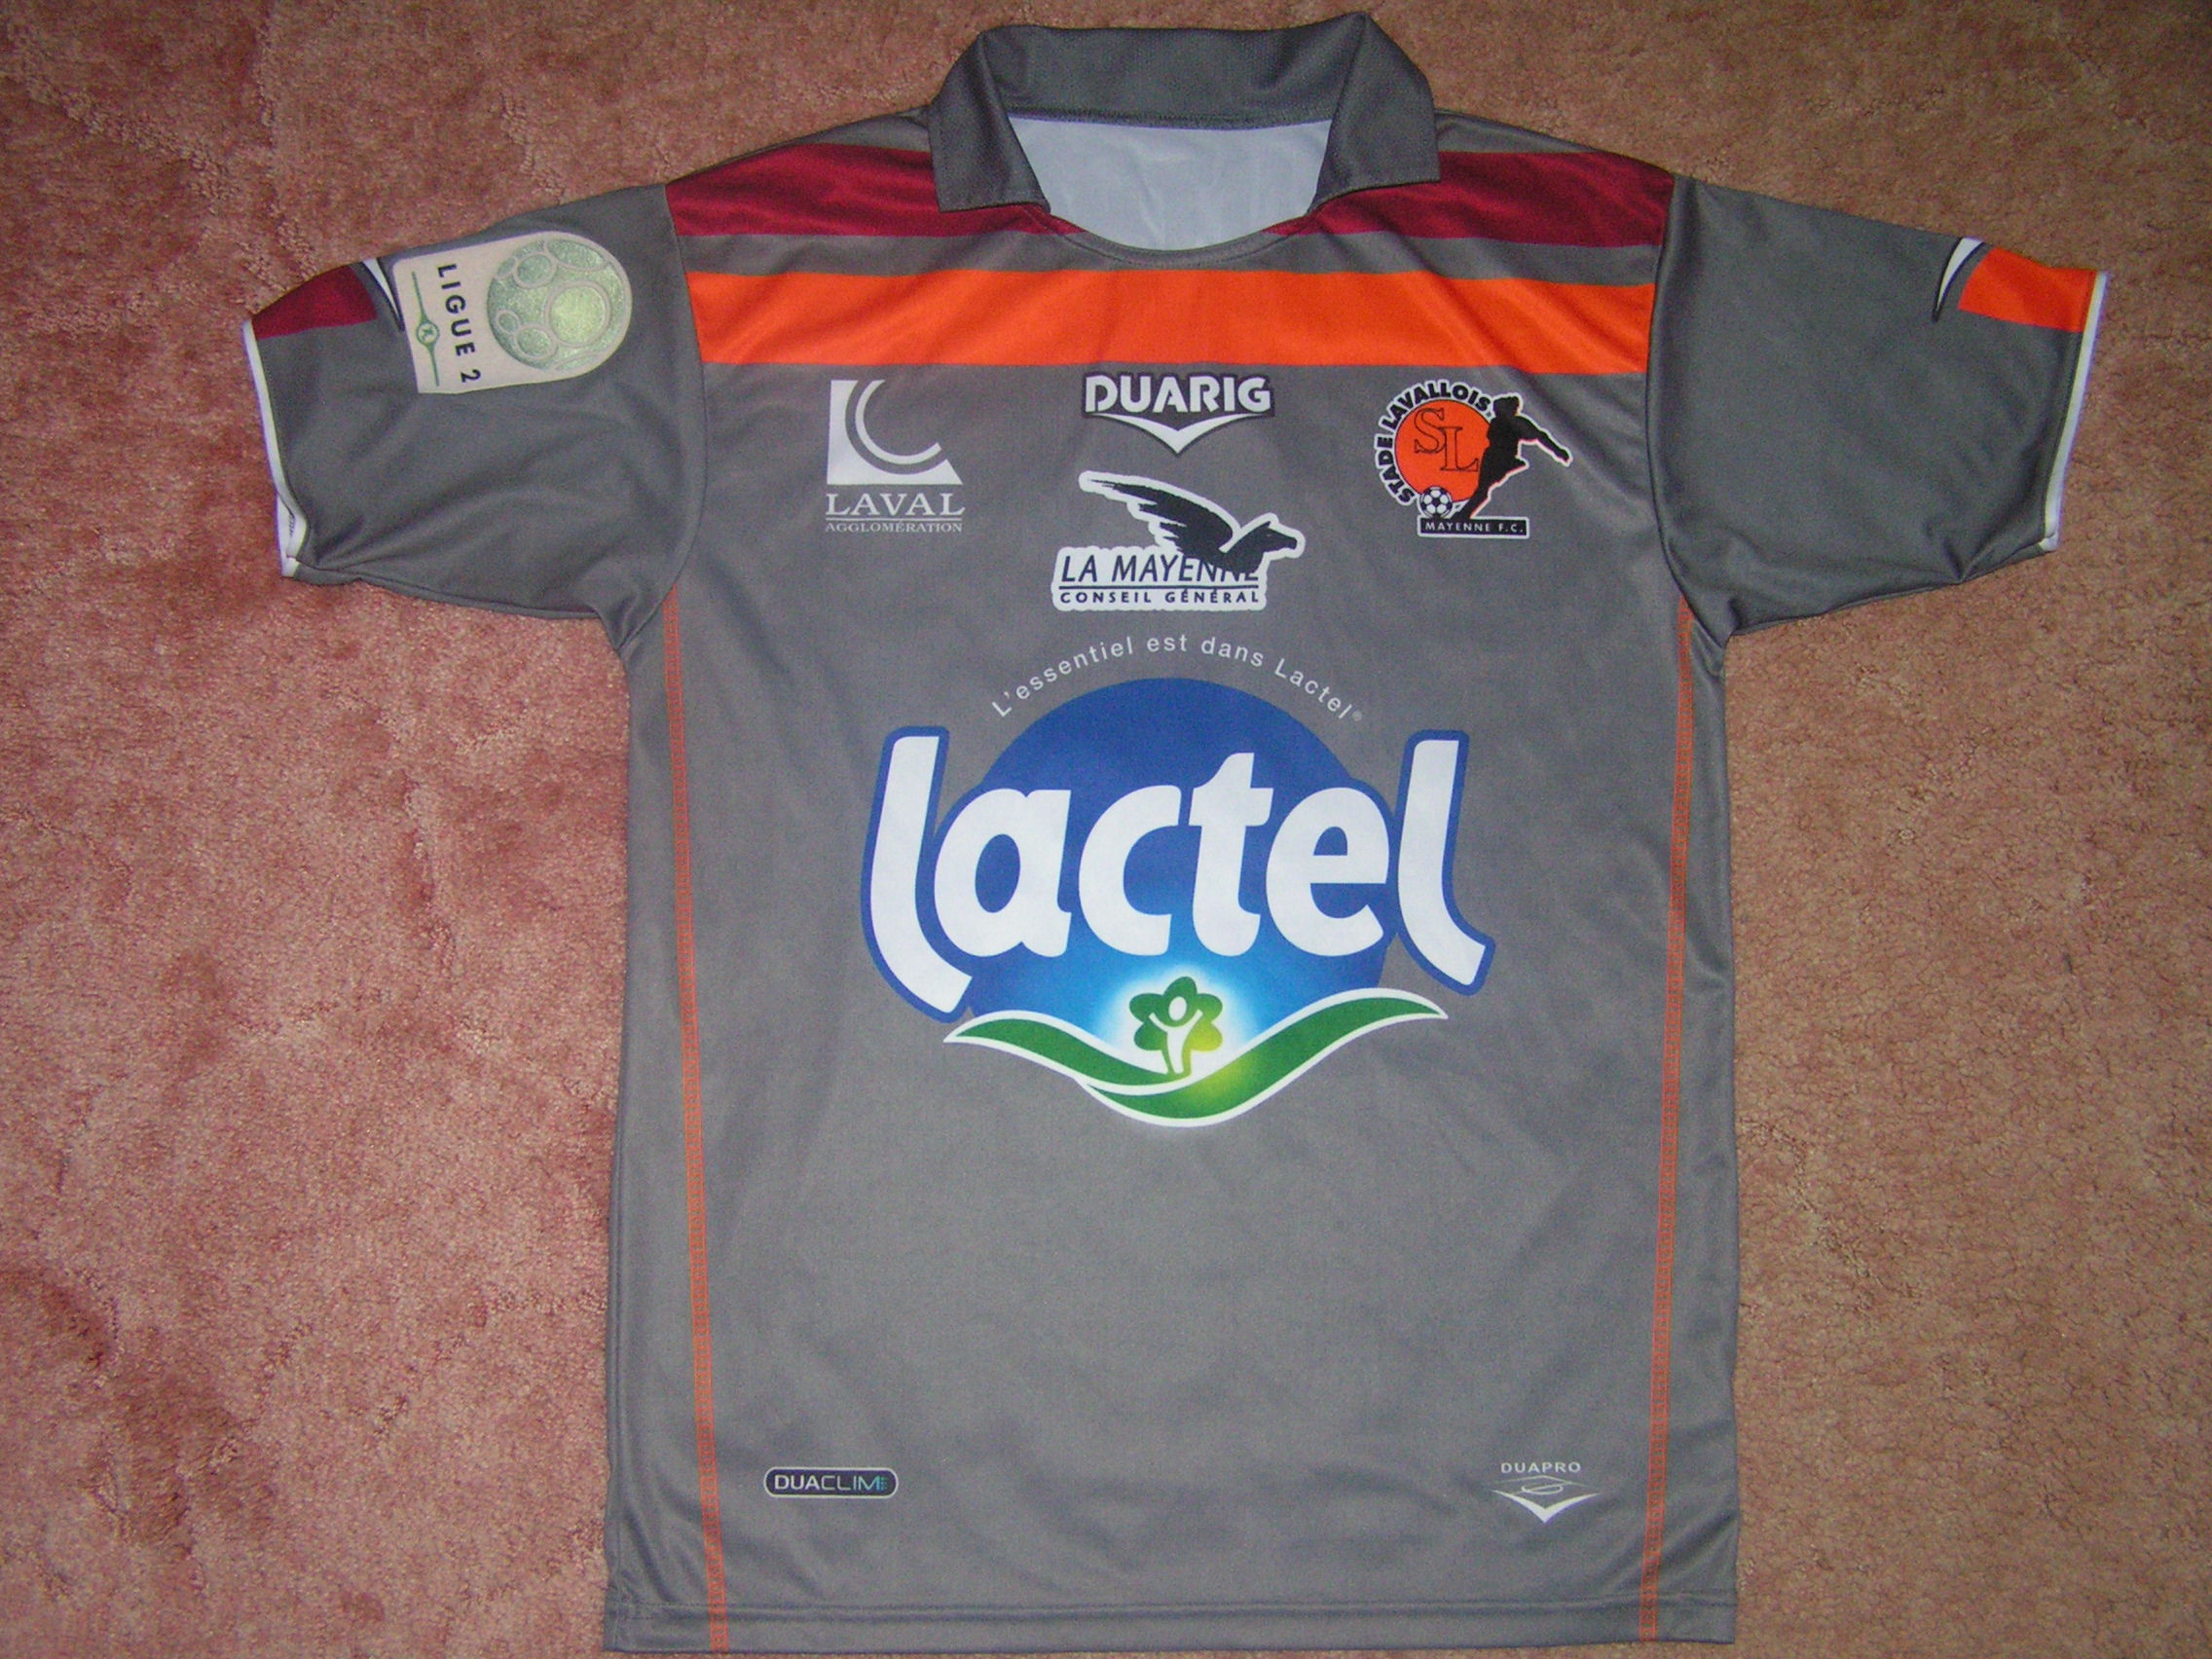 LIGUE 2
DUARIG
LAVAL
AGGLOMÉRATION
STADE LAVALLOIS
SL
MAYENNE F.C.
LA MAYENNE
CONSEIL GÉNÉRAL
L'essentiel est dans Lactel®
lactel
DUACLIM
DUAPRO